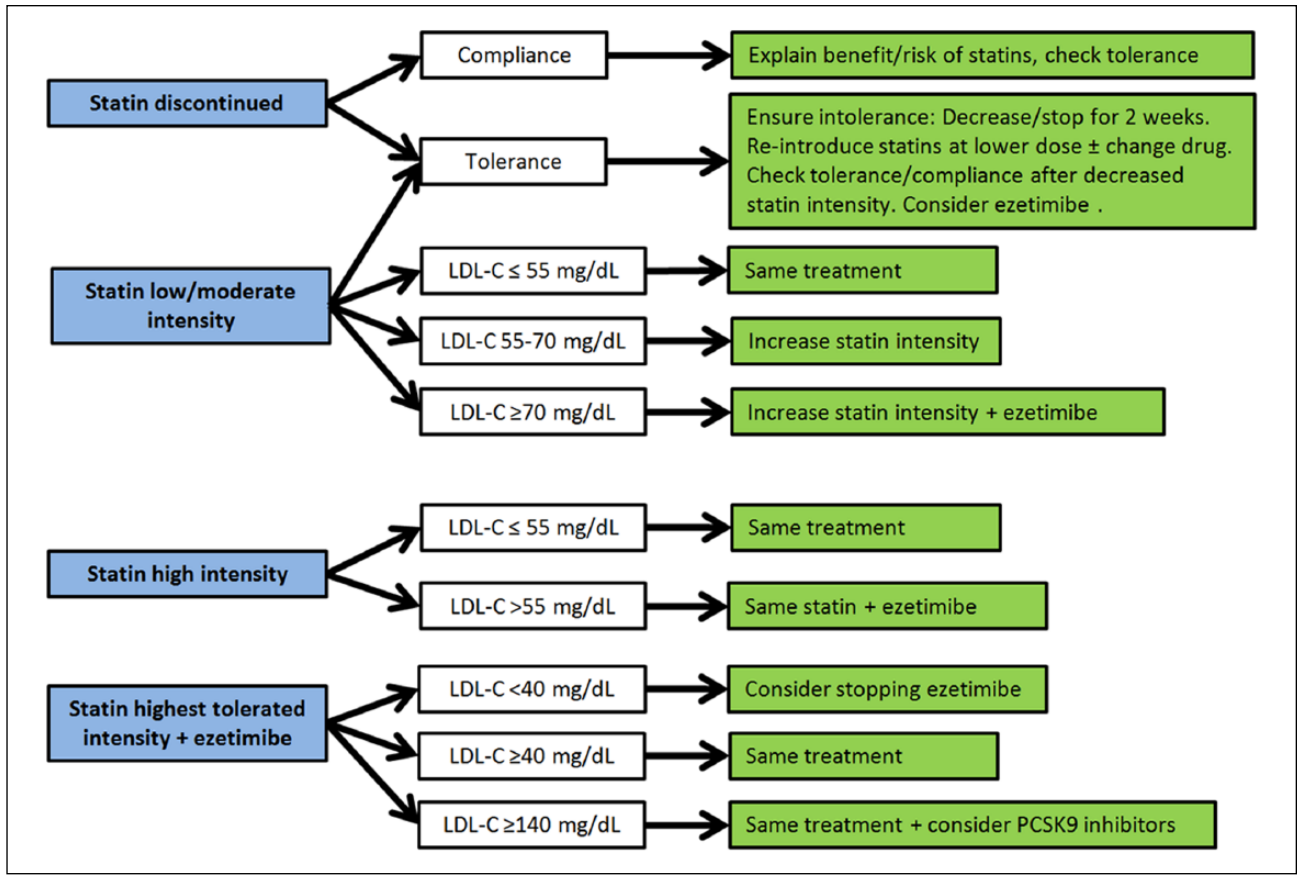 Statin discontinued
Compliance
Explain benefit/risk of statins, check tolerance
Tolerance
Ensure intolerance: Decrease/stop for 2 weeks.
Re-introduce statins at lower dose ± change drug.
Check tolerance/compliance after decreased
statin intensity. Consider ezetimibe .
Statin low/moderate
intensity
LDL-C ≤ 55 mg/dL
Same treatment
LDL-C 55-70 mg/dL
Increase statin intensity
LDL-C ≥70 mg/dL
Increase statin intensity + ezetimibe
Statin high intensity
LDL-C ≤ 55 mg/dL
Same treatment
LDL-C >55 mg/dL
Same statin + ezetimibe
Statin highest tolerated
intensity + ezetimibe
LDL-C <40 mg/dL
Consider stopping ezetimibe
LDL-C ≥40 mg/dL
Same treatment
LDL-C ≥140 mg/dL
Same treatment + consider PCSK9 inhibitors